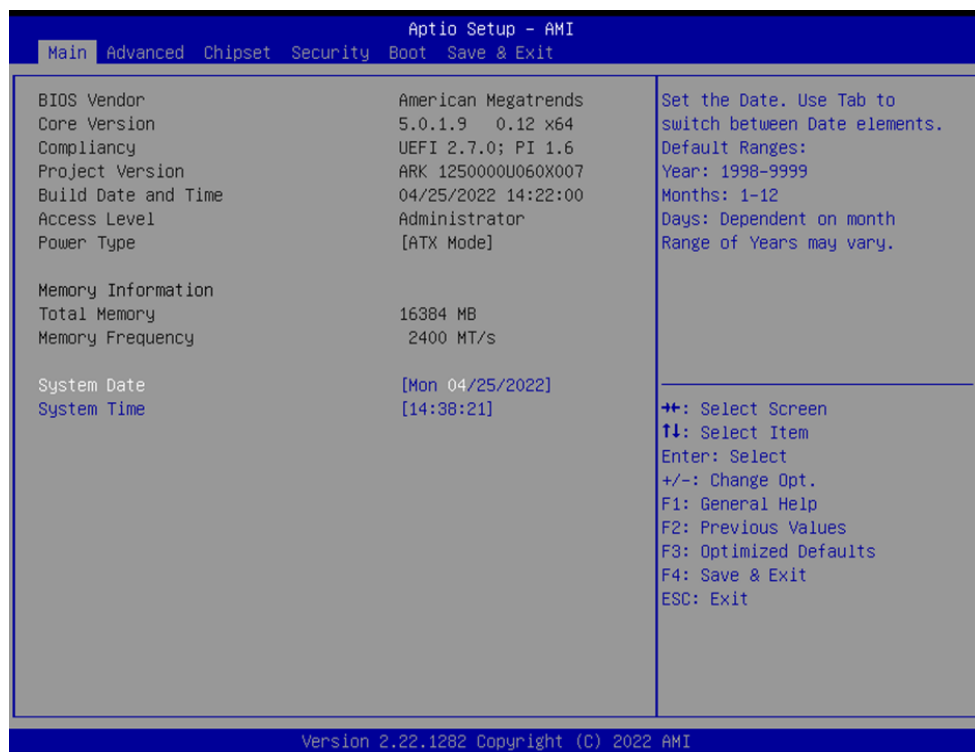 Aptio Setup – AMI
Main Advanced Chipset Security Boot Save & Exit
BIOS Vendor American Megatrends
Core Version 5.0.1.9 0.12 x64
Compliancy UEFI 2.7.0; PI 1.6
Project Version ARK 1250000U060X007
Build Date and Time 04/25/2022 14:22:00
Access Level Administrator
Power Type [ATX Mode]
Memory Information
Total Memory 16384 MB
Memory Frequency 2400 MT/s
System Date [Mon 04/25/2022]
System Time [14:38:21]
Set the Date. Use Tab to
switch between Date elements.
Default Ranges:
Year: 1998-9999
Months: 1-12
Days: Dependent on month
Range of Years may vary.
→←: Select Screen
↑↓: Select Item
Enter: Select
+/-: Change Opt.
F1: General Help
F2: Previous Values
F3: Optimized Defaults
F4: Save & Exit
ESC: Exit
Version 2.22.1282 Copyright (C) 2022 AMI